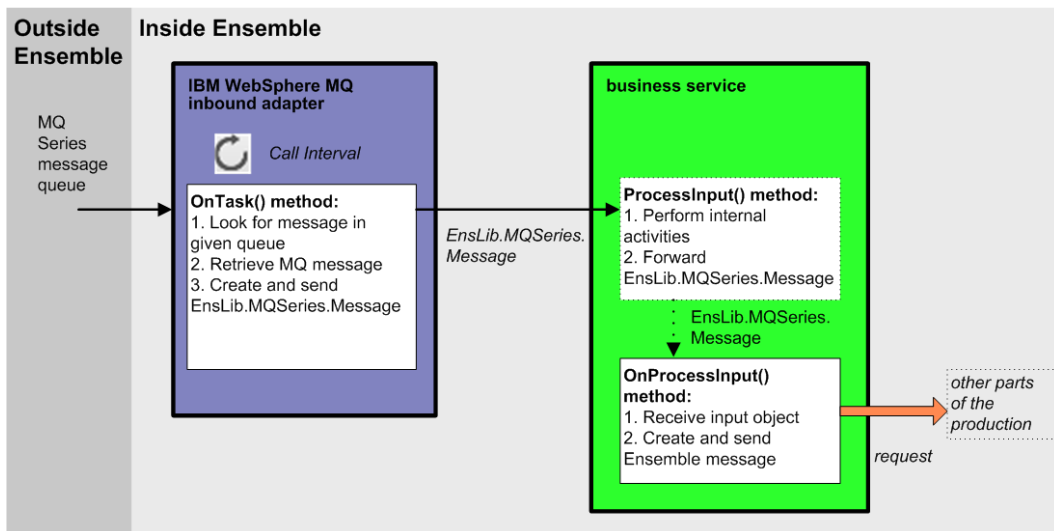 Outside
Ensemble
Inside Ensemble
MQ
Series
message
queue
IBM WebSphere MQ
inbound adapter
Call Interval
OnTask() method:
1. Look for message in
given queue
2. Retrieve MQ message
3. Create and send
EnsLib.MQSeries.Message
EnsLib.MQSeries.
Message
business service
ProcessInput() method:
1. Perform internal
activities
2. Forward
EnsLib.MQSeries.Message
EnsLib.MQSeries.
Message
OnProcessInput()
method:
1. Receive input object
2. Create and send
Ensemble message
request
other parts
of the
production